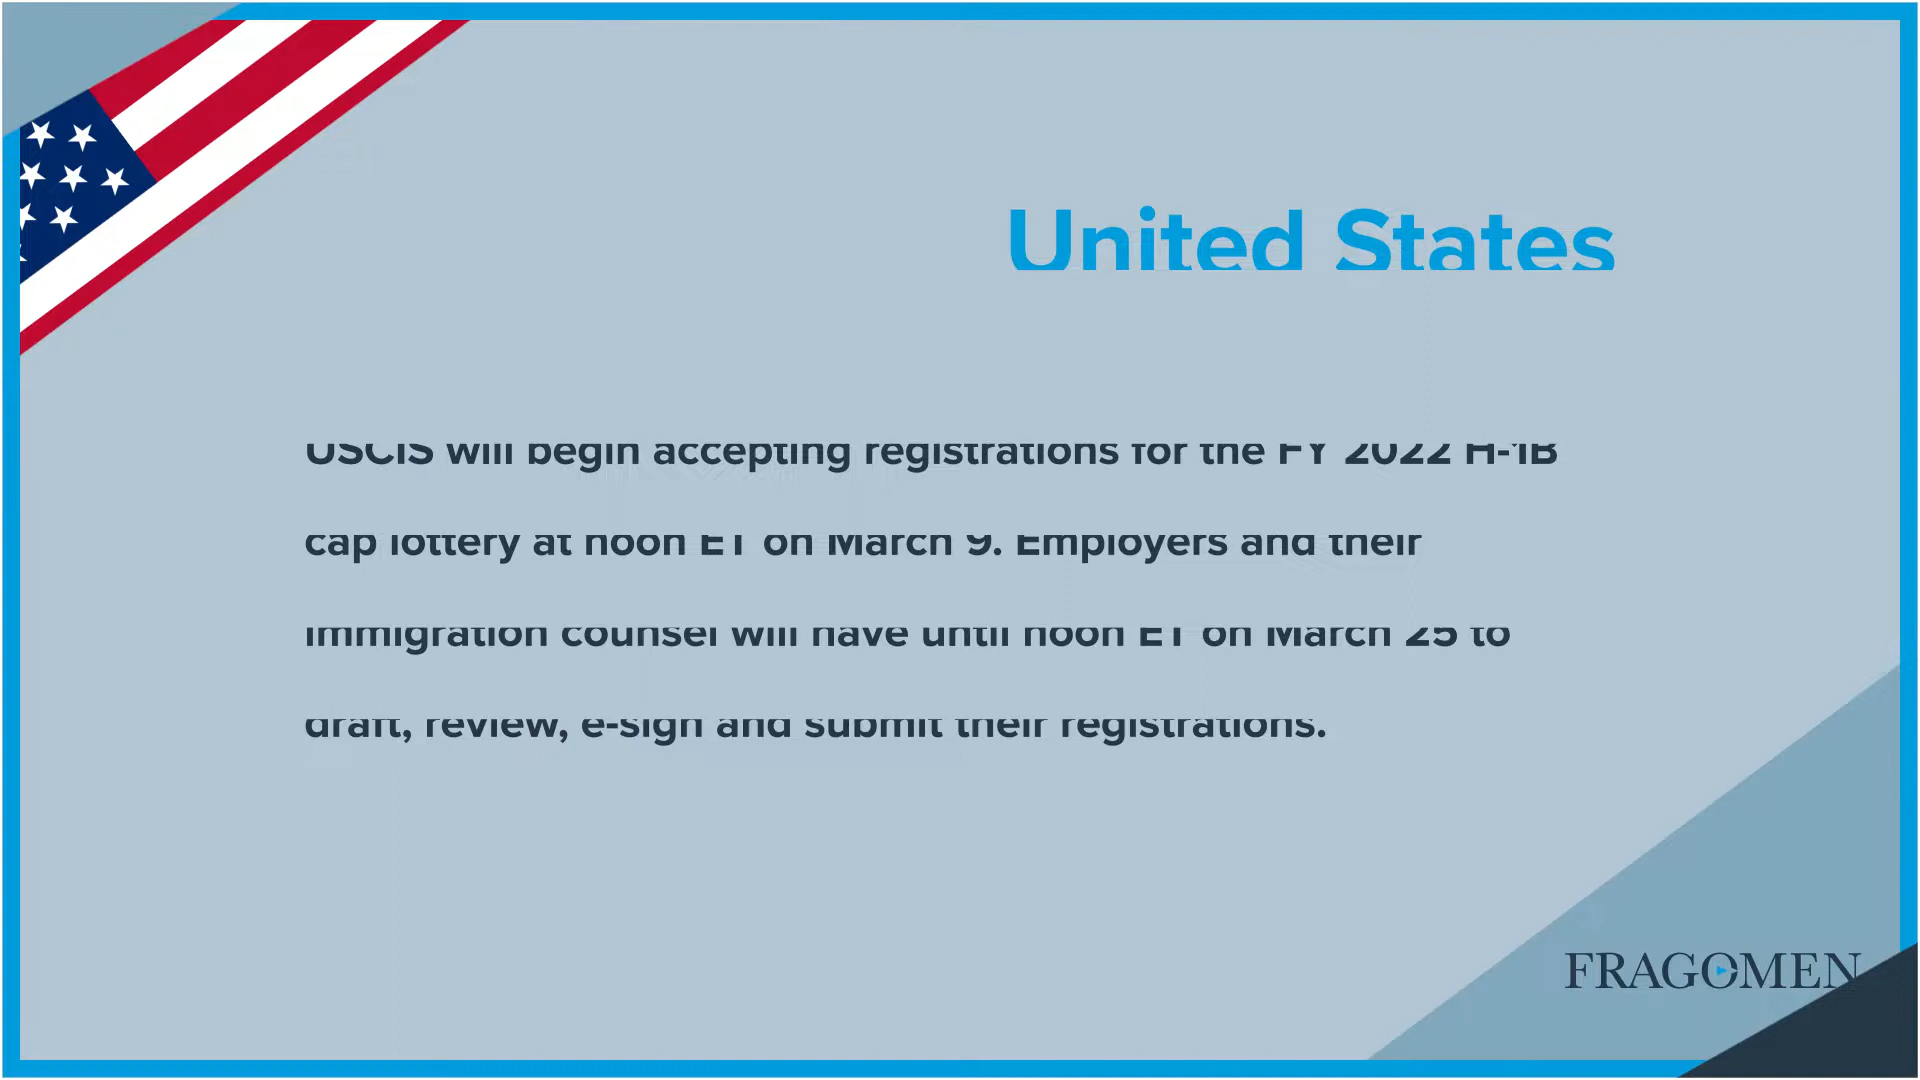 United States
USCIS will begin accepting registrations for the FY 2022 H-1B
cap lottery at noon ET on March 9. Employers and their
immigration counsel will have until noon ET on March 25 to
draft, review, e-sign and submit their registrations.
FRAGOMEN